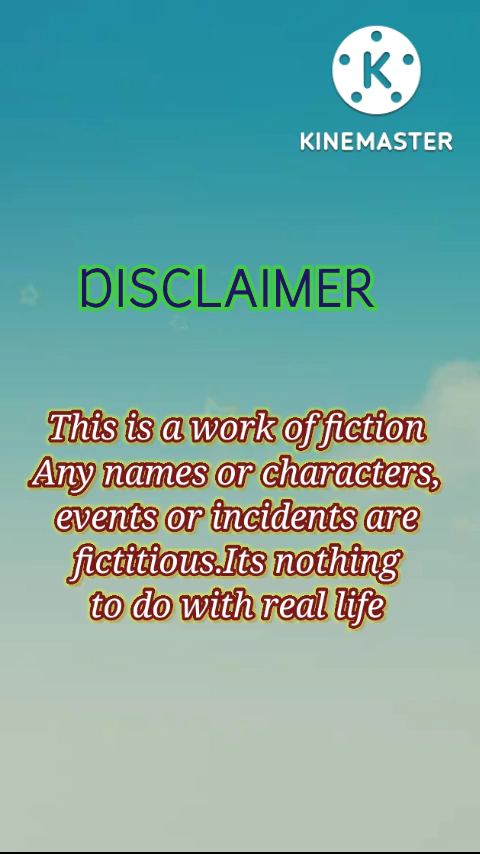 K
KINEMASTER
DISCLAIMER
This is a work of fiction
Any names or characters,
events or incidents are
fictitious.Its nothing
to do with real life